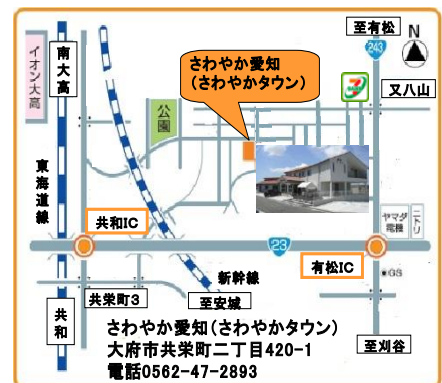 至有松
243
N
イオン大高
南大高
さわやか愛知
(さわやかタウン)
7
又八山
公園
東海道線
共和IC
ヤマダ電機
ニトリ
23
有松IC
新幹線
GS
共栄町3
至安城
共和
至刈谷
さわやか愛知(さわやかタウン)
大府市共栄町二丁目420-1
電話0562-47-2893